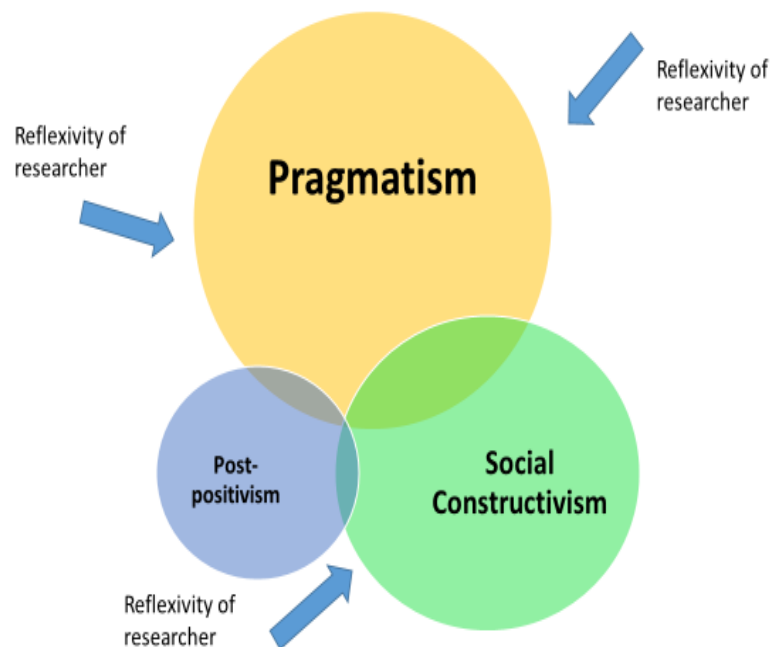 Reflexivity of
researcher
Reflexivity of
researcher
Pragmatism
Post-
positivism
Social
Constructivism
Reflexivity of
researcher